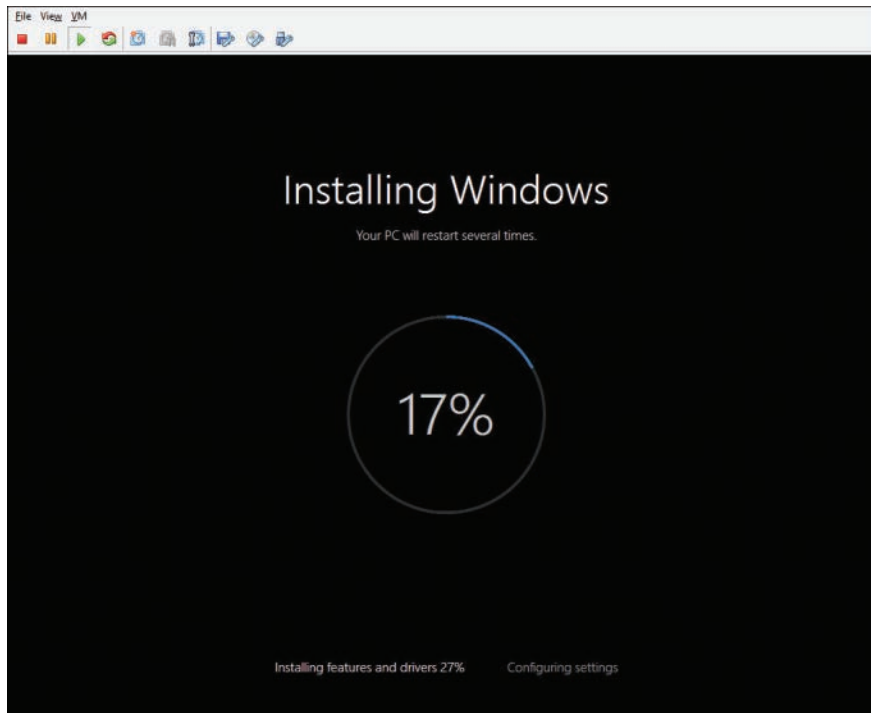 File View VM
Installing Windows
Your PC will restart several times.
17%
Installing features and drivers 27% Configuring settings